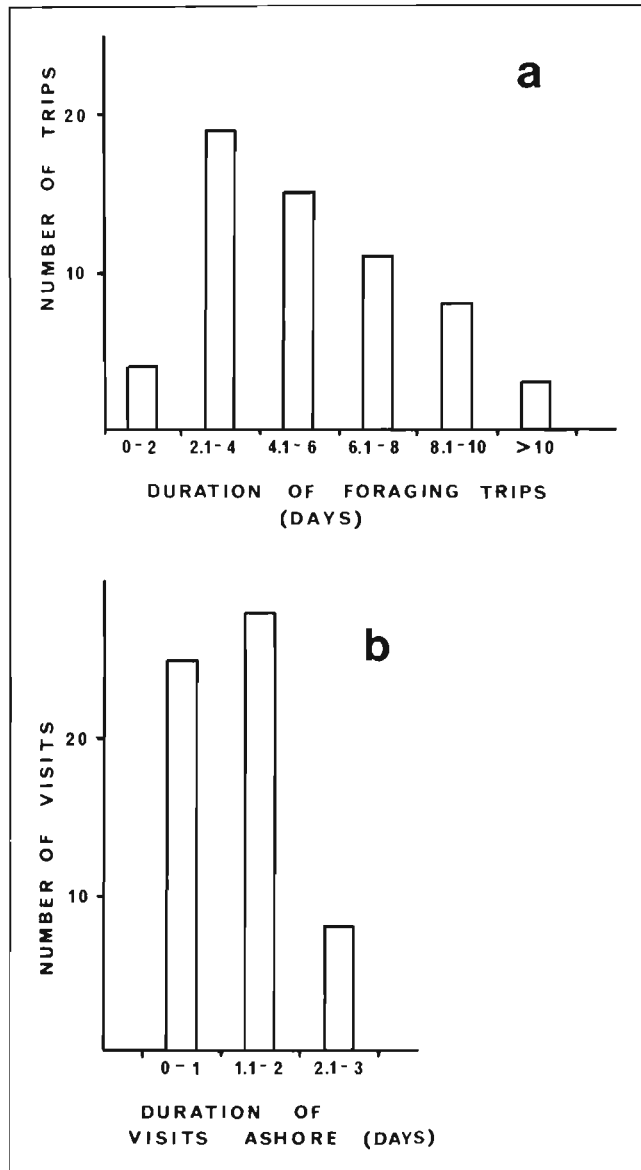 a
NUMBER OF TRIPS
20
10
0-2 2.1-4 4.1-6 6.1-8 8.1-10 >10
DURATION OF FORAGING TRIPS
(DAYS)
b
NUMBER OF VISITS
20
10
0-1 1.1-2 2.1-3
DURATION OF
VISITS ASHORE (DAYS)